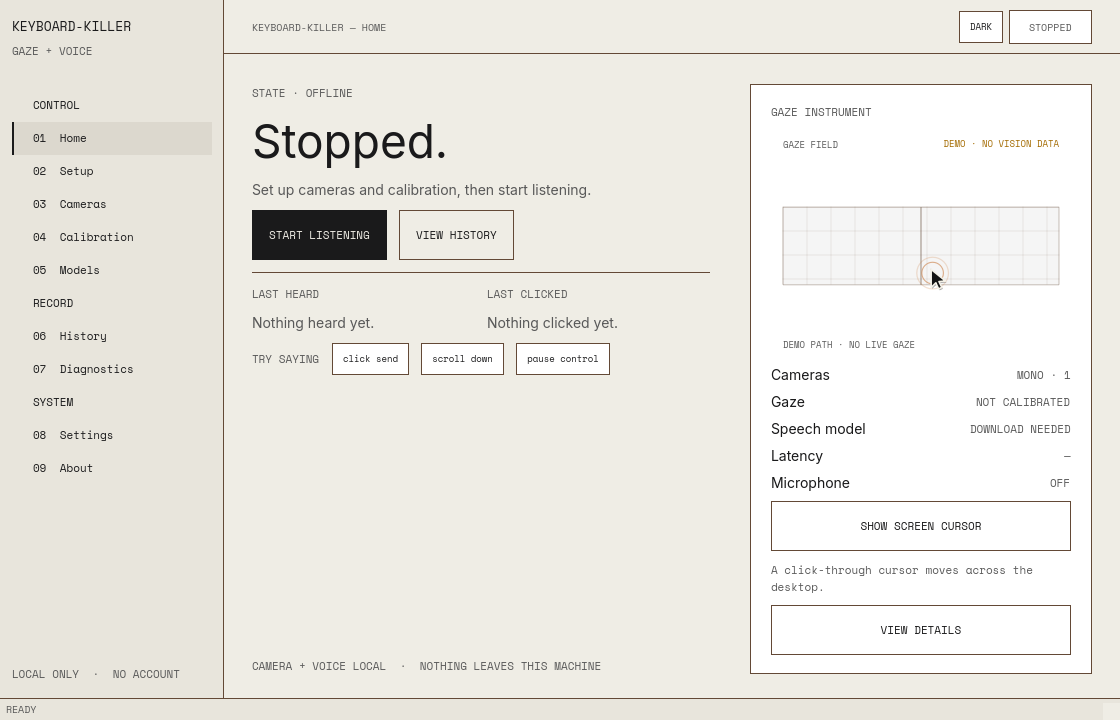 KEYBOARD-KILLER
GAZE + VOICE
CONTROL
01 Home
02 Setup
03 Cameras
04 Calibration
05 Models
RECORD
06 History
07 Diagnostics
SYSTEM
08 Settings
09 About
LOCAL ONLY · NO ACCOUNT
KEYBOARD-KILLER — HOME
DARK
STOPPED
STATE · OFFLINE
Stopped.
Set up cameras and calibration, then start listening.
START LISTENING
VIEW HISTORY
LAST HEARD
LAST CLICKED
Nothing heard yet.
Nothing clicked yet.
TRY SAYING
click send
scroll down
pause control
CAMERA + VOICE LOCAL · NOTHING LEAVES THIS MACHINE
GAZE INSTRUMENT
GAZE FIELD
DEMO · NO VISION DATA
DEMO PATH · NO LIVE GAZE
Cameras MONO · 1
Gaze NOT CALIBRATED
Speech model DOWNLOAD NEEDED
Latency —
Microphone OFF
SHOW SCREEN CURSOR
A click-through cursor moves across the
desktop.
VIEW DETAILS
READY